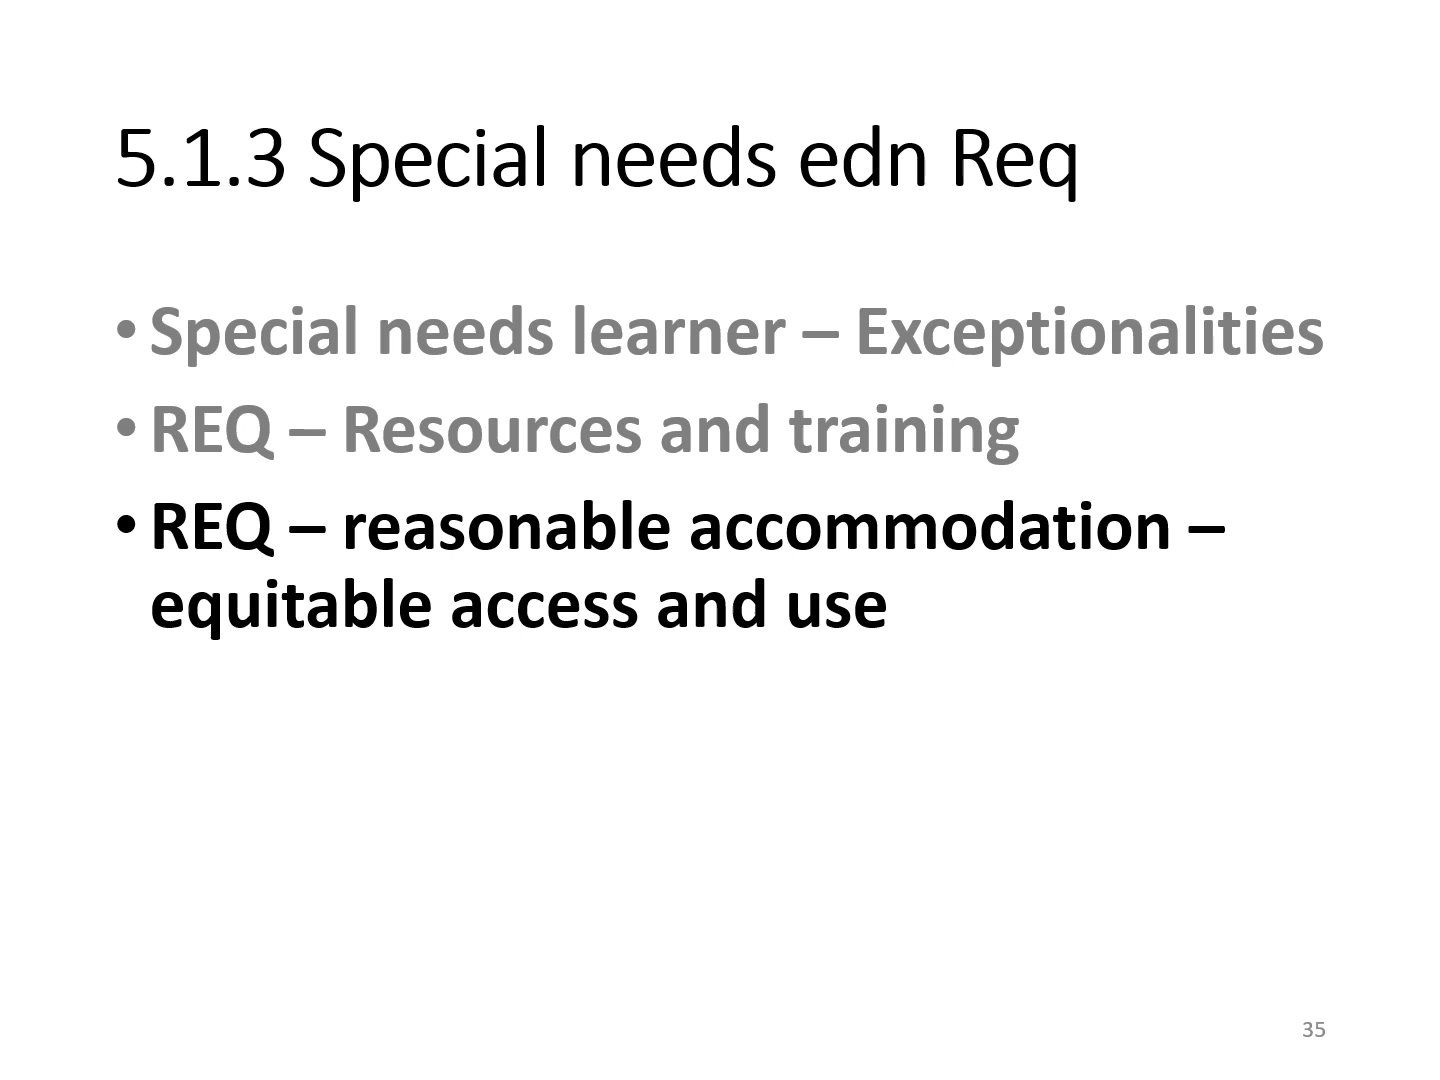 5.1.3 Special needs edn Req
• Special needs learner – Exceptionalities
• REQ – Resources and training
• REQ – reasonable accommodation –
equitable access and use
35